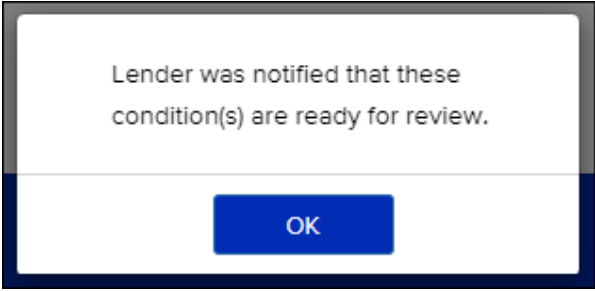 Lender was notified that these
condition(s) are ready for review.
OK